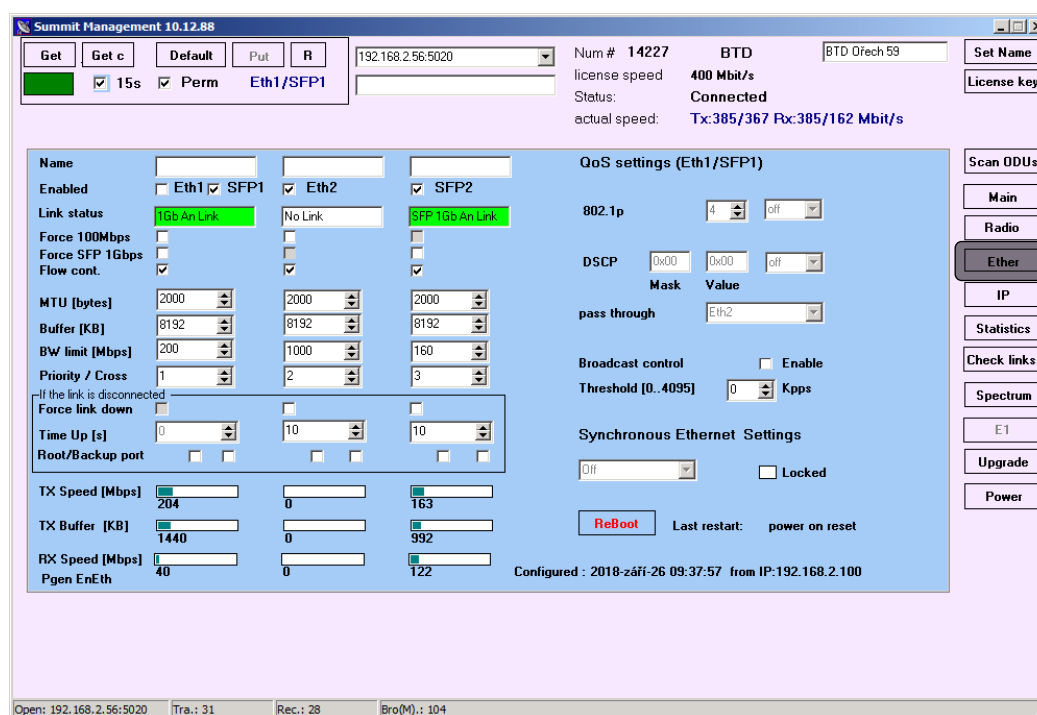 Summit Management 10.12.88
Get Get c Default Put R 192.168.2.56:5020 Num # 14227 BTD BTD Ořech 59 Set Name
15s Perm Eth1/SFP1 license speed 400 Mbit/s License key
Status: Connected
actual speed: Tx:385/367 Rx:385/162 Mbit/s
Name QoS settings (Eth1/SFP1) Scan ODUs
Enabled Eth1 SFP1 Eth2 SFP2 Main
Link status 1Gb An Link No Link SFP 1Gb An Link 802.1p 4 off Radio
Force 100Mbps
Force SFP 1Gbps
Flow cont. DSCP 0x00 0x00 off Ether
Mask Value
MTU [bytes] 2000 2000 2000 IP
Buffer [KB] 8192 8192 8192 pass through Eth2 Statistics
BW limit [Mbps] 200 1000 160 Broadcast control Enable Check links
Priority / Cross 1 2 3 Threshold [0..4095] 0 Kpps Spectrum
If the link is disconnected
Force link down
Time Up [s] 0 10 10 Synchronous Ethernet Settings E1
Root/Backup port Off Locked Upgrade
TX Speed [Mbps] 204 0 163 Power
TX Buffer [KB] 1440 0 992 ReBoot Last restart: power on reset
RX Speed [Mbps] 40 0 122
Pgen EnEth Configured : 2018-září-26 09:37:57 from IP:192.168.2.100
Open: 192.168.2.56:5020 Tra.: 31 Rec.: 28 Bro(M).: 104